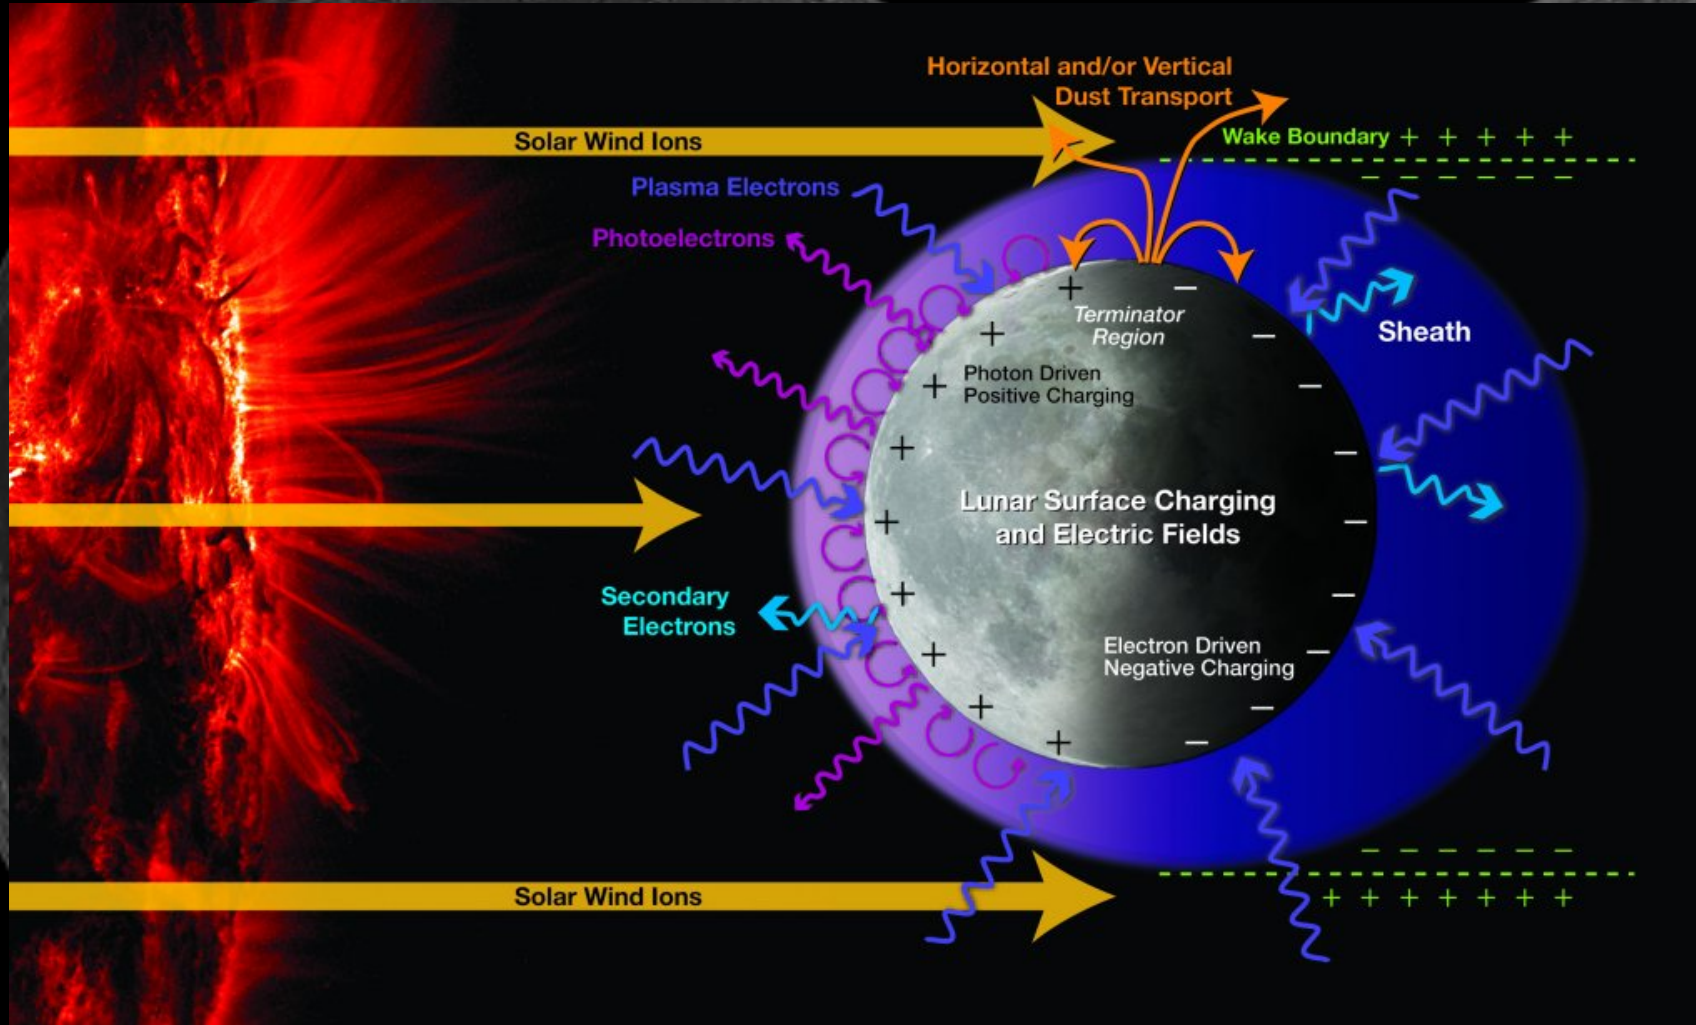 Horizontal and/or Vertical
Dust Transport
Solar Wind Ions
Wake Boundary + + + + +
− − − − − −
Plasma Electrons
Photoelectrons
+ −
Terminator
Region
Sheath
+ −
Photon Driven
Positive Charging
+ −
+ −
Lunar Surface Charging
and Electric Fields
+ −
Secondary
Electrons
+ −
Electron Driven
Negative Charging
+ −
+ −
+ −
− − − − − −
Solar Wind Ions
+ + + + + + +